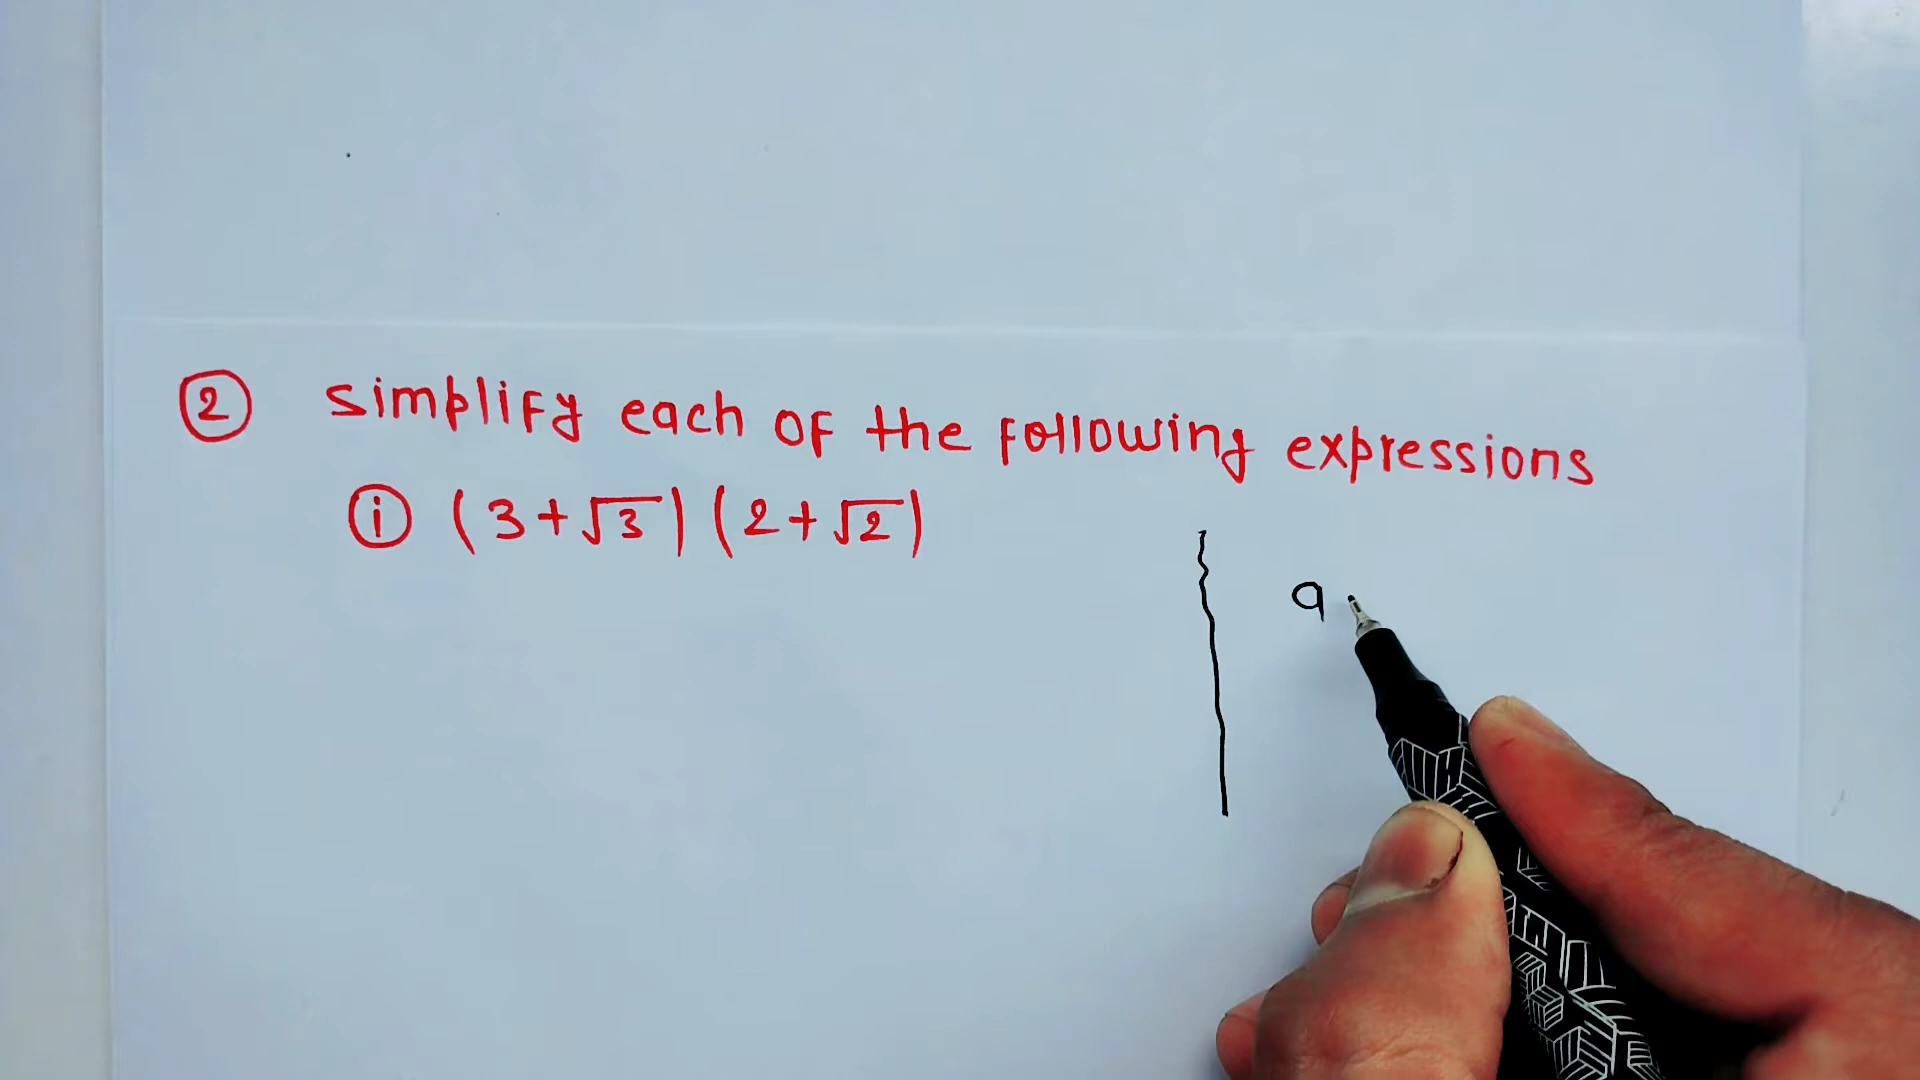 ② simplify each of the following expressions
ⓘ (3+√3) (2+√2)
a